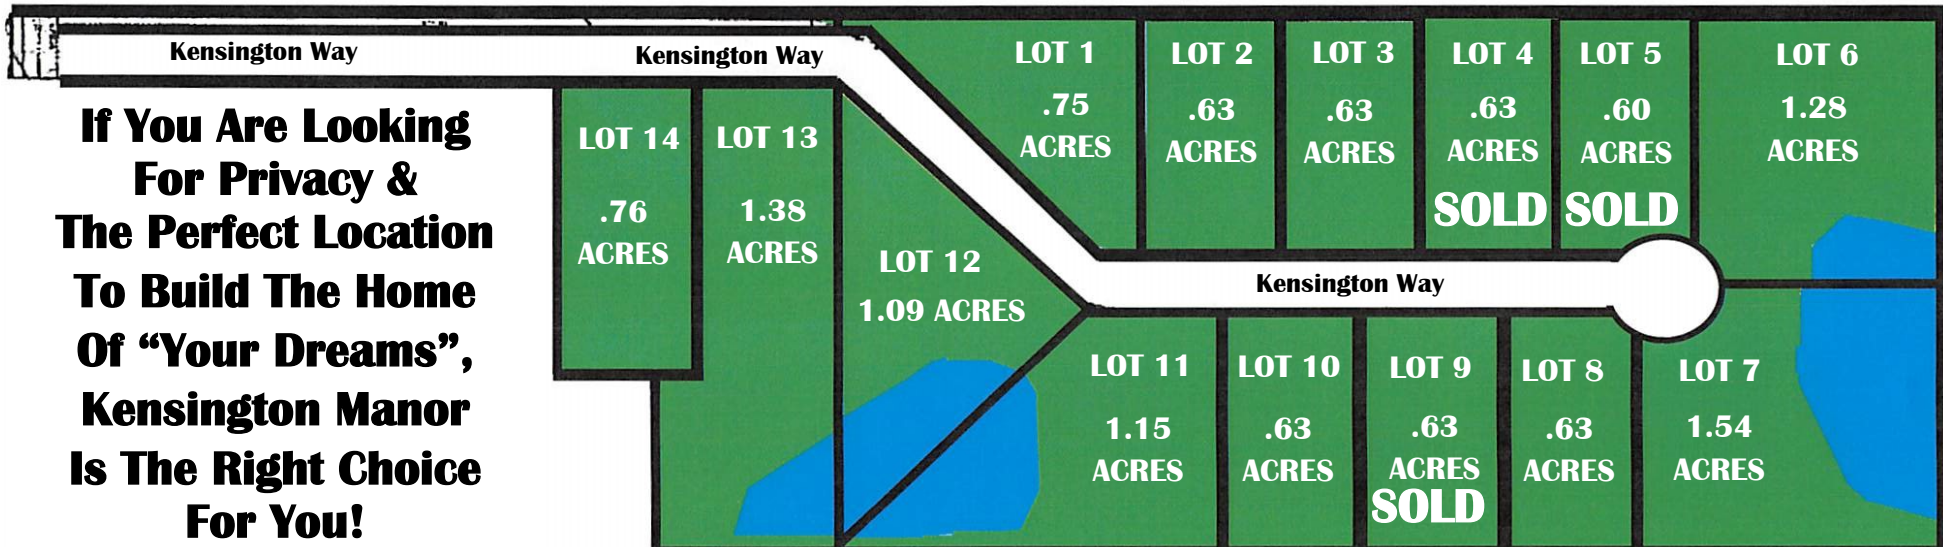 Kensington Way
Kensington Way
If You Are Looking
For Privacy &
The Perfect Location
To Build The Home
Of “Your Dreams”,
Kensington Manor
Is The Right Choice
For You!
LOT 1
.75
ACRES
LOT 2
.63
ACRES
LOT 3
.63
ACRES
LOT 4
.63
ACRES
SOLD
LOT 5
.60
ACRES
SOLD
LOT 6
1.28
ACRES
LOT 14
.76
ACRES
LOT 13
1.38
ACRES
LOT 12
1.09 ACRES
Kensington Way
LOT 11
1.15
ACRES
LOT 10
.63
ACRES
LOT 9
.63
ACRES
SOLD
LOT 8
.63
ACRES
LOT 7
1.54
ACRES